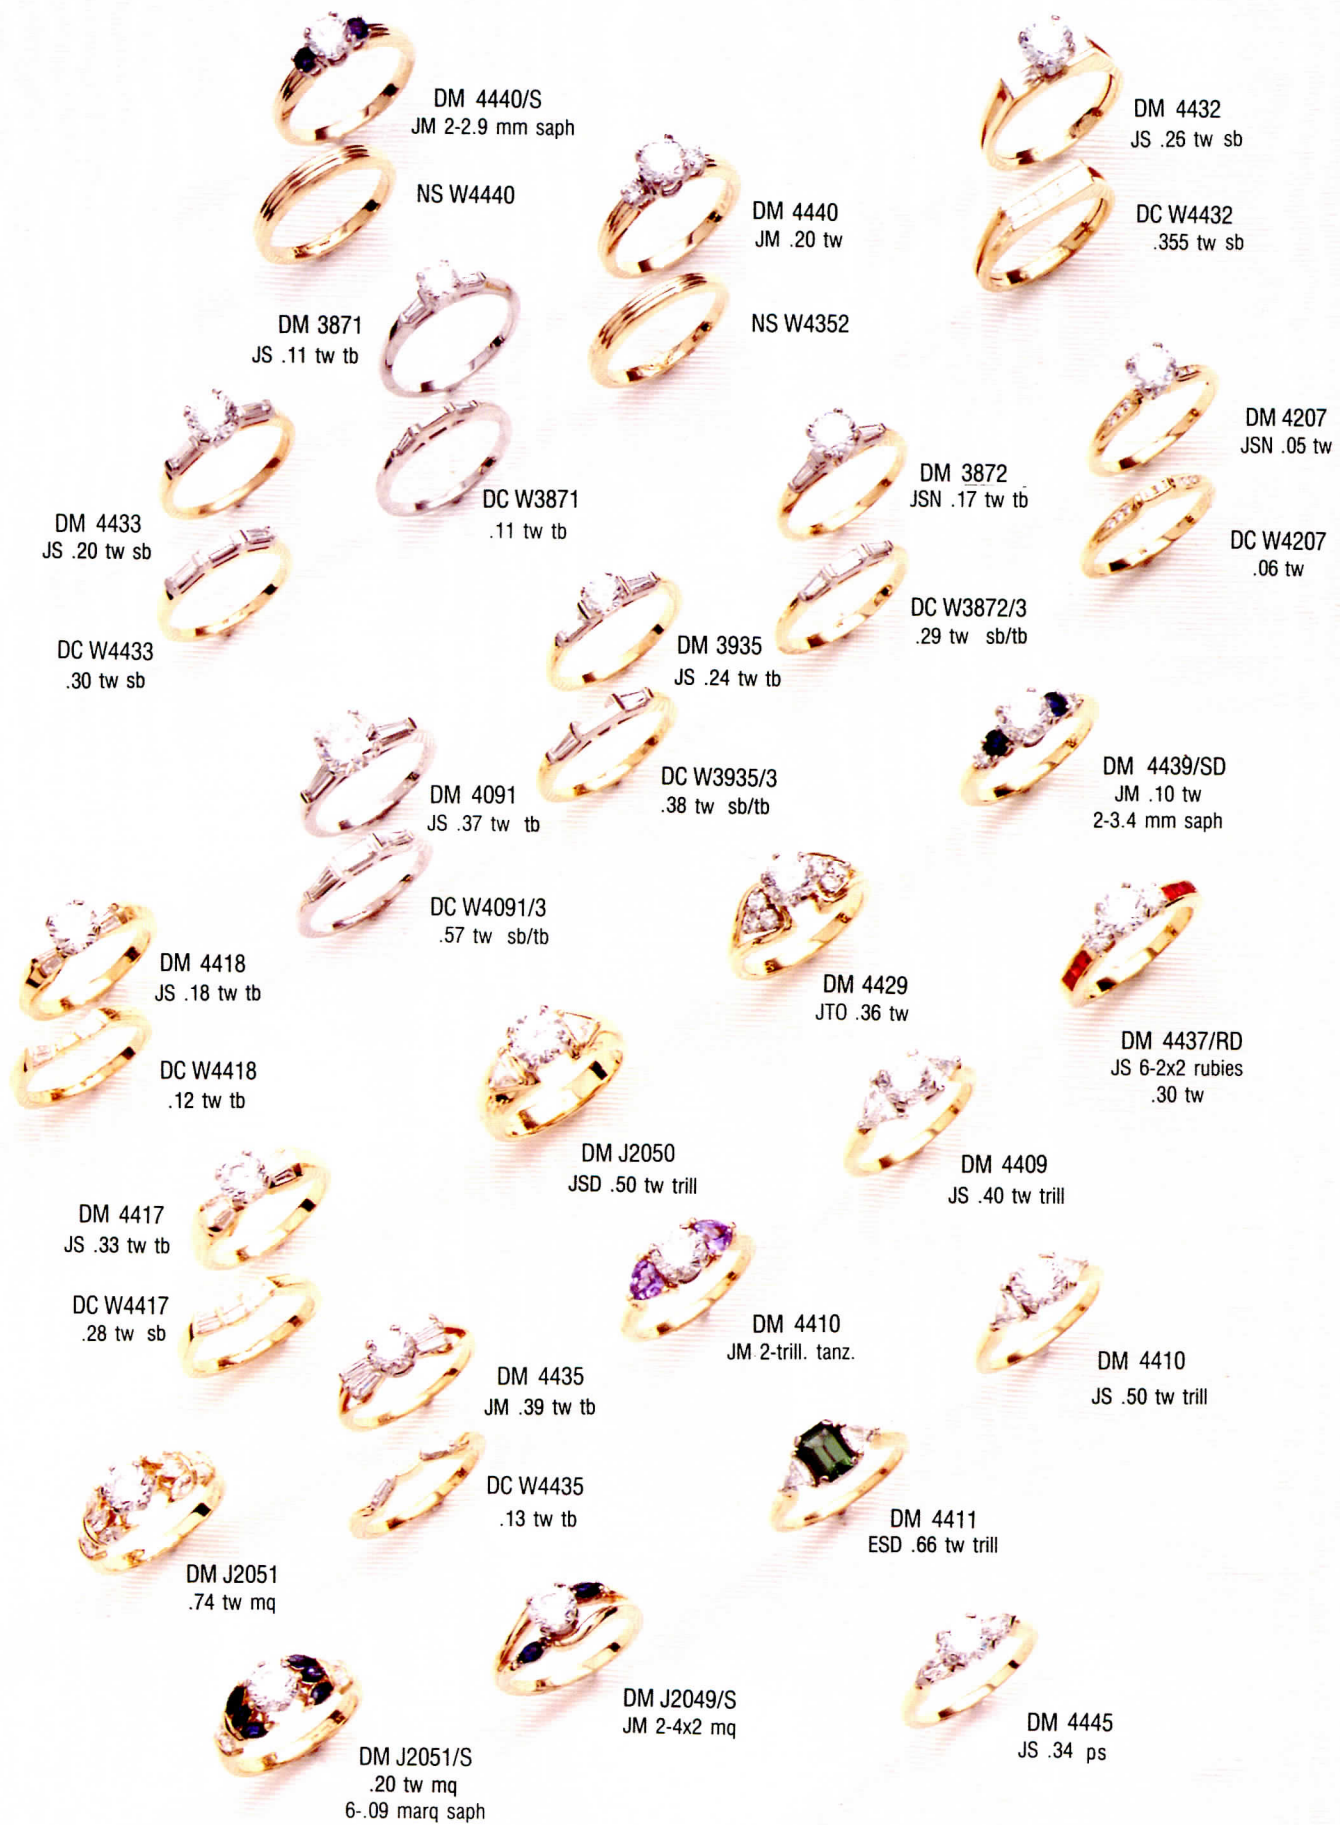 DM 4440/S
JM 2-2.9 mm saph
NS W4440
DM 4440
JM .20 tw
NS W4352
DM 4432
JS .26 tw sb
DC W4432
.355 tw sb
DM 3871
JS .11 tw tb
DC W3871
.11 tw tb
DM 4433
JS .20 tw sb
DC W4433
.30 tw sb
DM 3872
JSN .17 tw tb
DC W3872/3
.29 tw sb/tb
DM 4207
JSN .05 tw
DC W4207
.06 tw
DM 3935
JS .24 tw tb
DC W3935/3
.38 tw sb/tb
DM 4091
JS .37 tw tb
DC W4091/3
.57 tw sb/tb
DM 4439/SD
JM .10 tw
2-3.4 mm saph
DM 4418
JS .18 tw tb
DC W4418
.12 tw tb
DM 4429
JTO .36 tw
DM 4437/RD
JS 6-2x2 rubies
.30 tw
DM J2050
JSD .50 tw trill
DM 4409
JS .40 tw trill
DM 4417
JS .33 tw tb
DC W4417
.28 tw sb
DM 4410
JM 2-trill. tanz.
DM 4410
JS .50 tw trill
DM 4435
JM .39 tw tb
DC W4435
.13 tw tb
DM 4411
ESD .66 tw trill
DM J2051
.74 tw mq
DM J2049/S
JM 2-4x2 mq
DM 4445
JS .34 ps
DM J2051/S
.20 tw mq
6-.09 marq saph